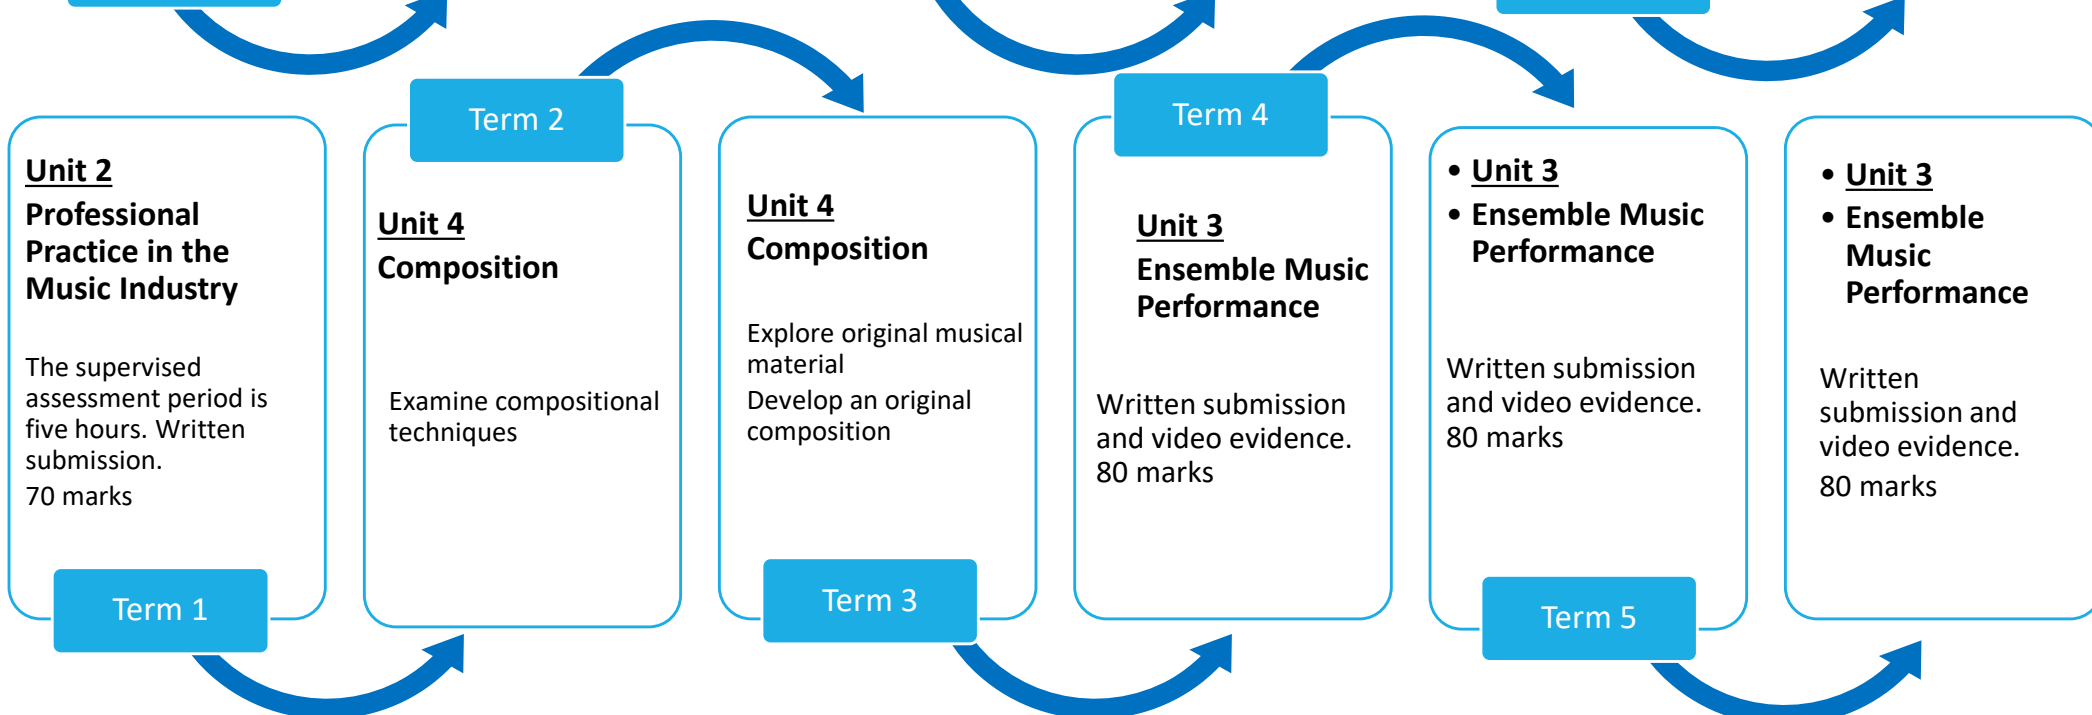 Unit 2
Professional
Practice in the
Music Industry
The supervised
assessment period is
five hours. Written
submission.
70 marks
Term 1
Term 2
Unit 4
Composition
Examine compositional
techniques
Unit 4
Composition
Explore original musical
material
Develop an original
composition
Term 3
Term 4
Unit 3
Ensemble Music
Performance
Written submission
and video evidence.
80 marks
• Unit 3
• Ensemble Music
Performance
Written submission
and video evidence.
80 marks
Term 5
• Unit 3
• Ensemble
Music
Performance
Written
submission and
video evidence.
80 marks